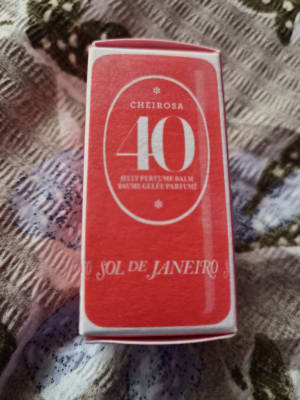 CHEIROSA
40
JELLY PERFUME BALM
BAUME-GELÉE PARFUMÉ
SOL DE JANEIRO